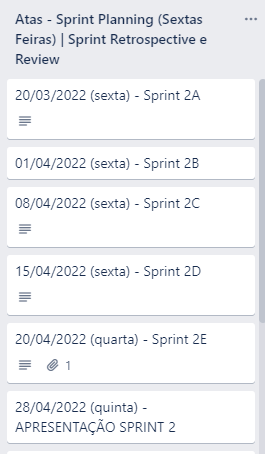 Atas - Sprint Planning (Sextas
Feiras) | Sprint Retrospective e
Review
20/03/2022 (sexta) - Sprint 2A
01/04/2022 (sexta) - Sprint 2B
08/04/2022 (sexta) - Sprint 2C
15/04/2022 (sexta) - Sprint 2D
20/04/2022 (quarta) - Sprint 2E
1
28/04/2022 (quinta) -
APRESENTAÇÃO SPRINT 2